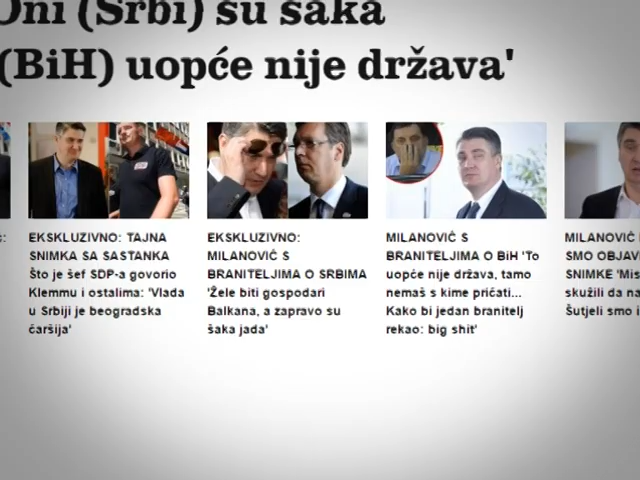 Oni (Srbi) su šaka
(BiH) uopće nije država'
EKSKLUZIVNO: TAJNA
SNIMKA SA SASTANKA
Što je šef SDP-a govorio
Klemmu i ostalima: 'Vlada
u Srbiji je beogradska
ćaršija'
EKSKLUZIVNO:
MILANOVIĆ S
BRANITELJIMA O SRBIMA
'Žele biti gospodari
Balkana, a zapravo su
šaka jada'
MILANOVIĆ S
BRANITELJIMA O BiH 'To
uopće nije država, tamo
nemaš s kime pričati...
Kako bi jedan branitelj
rekao: big shit'
MILANOVIĆ
SMO OBJAV
SNIMKE 'Mis
skužili da na
Šutjeli smo i